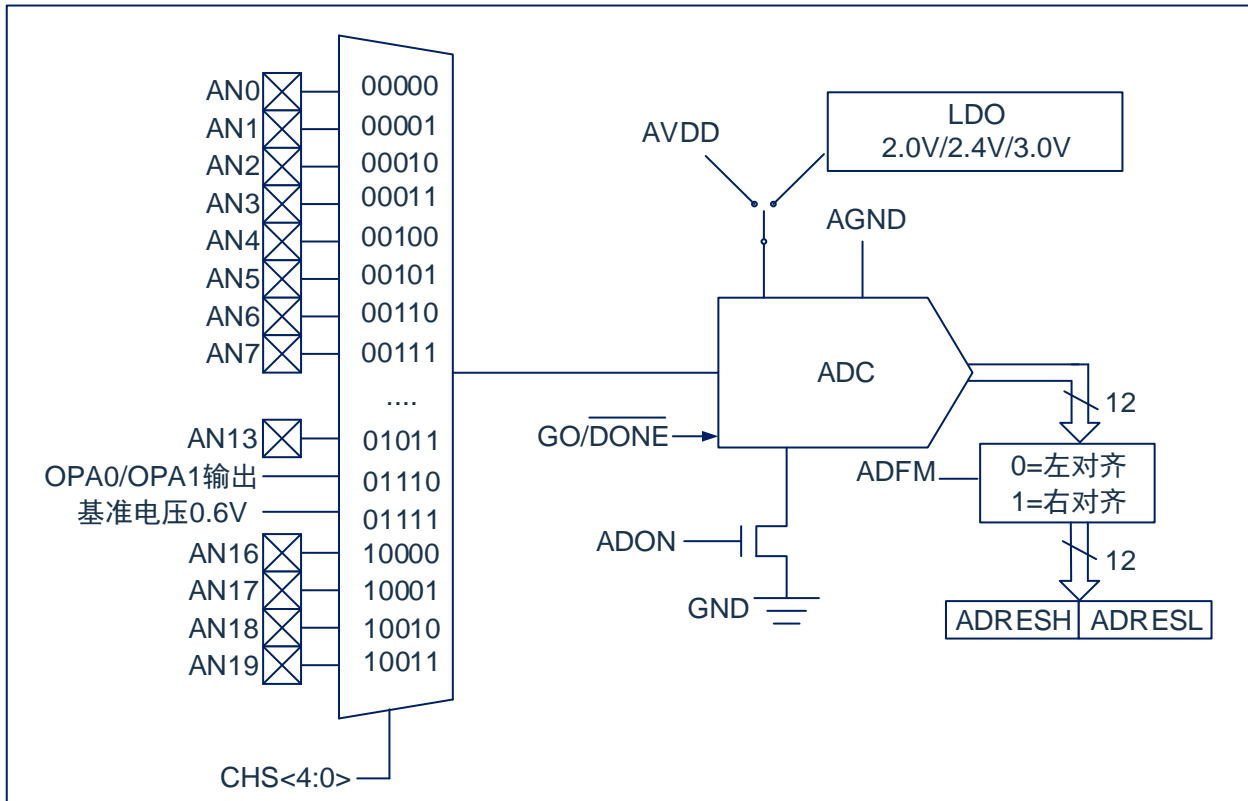 AN0 00000
AN1 00001
AN2 00010
AN3 00011
AN4 00100
AN5 00101
AN6 00110
AN7 00111
....
AN13 01011
OPA0/OPA1输出 01110
基准电压0.6V 01111
AN16 10000
AN17 10001
AN18 10010
AN19 10011
CHS<4:0>
AVDD
LDO
2.0V/2.4V/3.0V
AGND
ADC
GO/DONE
12
ADFM
0=左对齐
1=右对齐
ADON
12
GND
ADRESH ADRESL